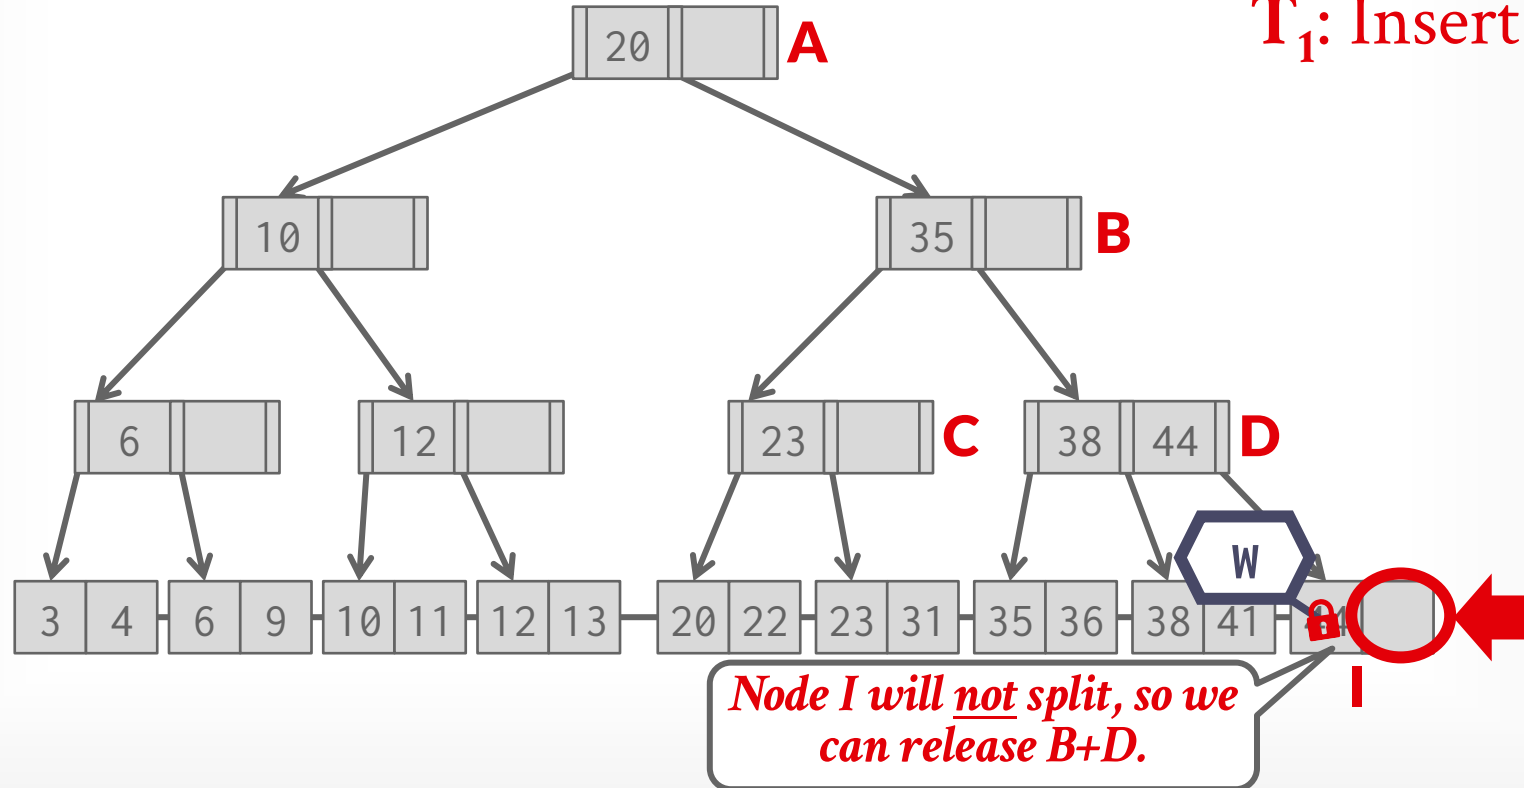 T1: Insert
20 A
10 35 B
6 12 23 C 38 44 D
W
3 4 6 9 10 11 12 13 20 22 23 31 35 36 38 41 44
I
Node I will not split, so we
can release B+D.